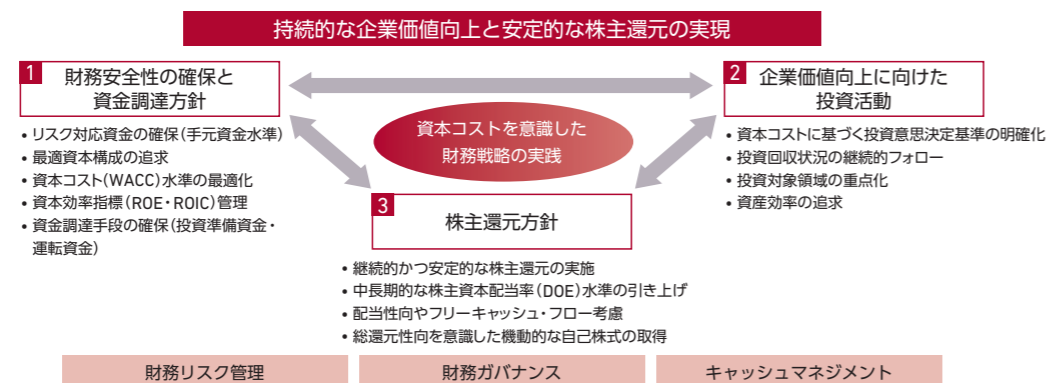 持続的な企業価値向上と安定的な株主還元の実現
1
財務安全性の確保と
資金調達方針
• リスク対応資金の確保(手元資金水準)
• 最適資本構成の追求
• 資本コスト(WACC)水準の最適化
• 資本効率指標(ROE・ROIC)管理
• 資金調達手段の確保(投資準備資金・
運転資金)
資本コストを意識した
財務戦略の実践
2
企業価値向上に向けた
投資活動
• 資本コストに基づく投資意思決定基準の明確化
• 投資回収状況の継続的フォロー
• 投資対象領域の重点化
• 資産効率の追求
3
株主還元方針
• 継続的かつ安定的な株主還元の実施
• 中長期的な株主資本配当率(DOE)水準の引き上げ
• 配当性向やフリーキャッシュ・フロー考慮
• 総還元性向を意識した機動的な自己株式の取得
財務リスク管理
財務ガバナンス
キャッシュマネジメント